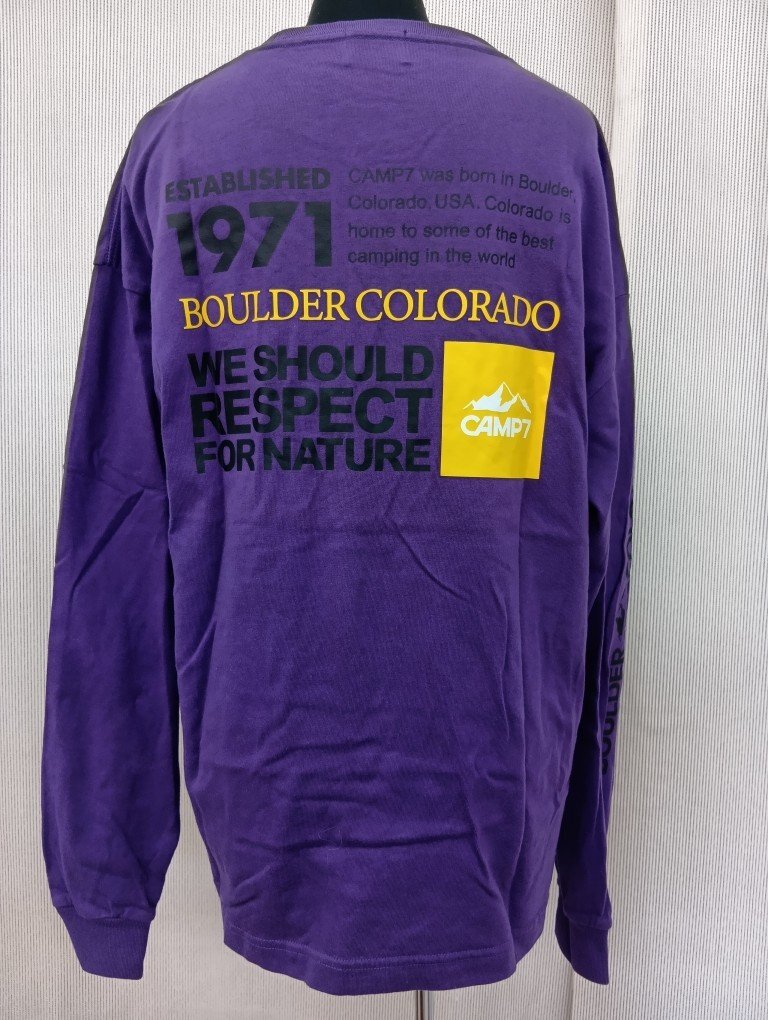 ESTABLISHED
1971
CAMP7 was born in Boulder,
Colorado, USA. Colorado is
home to some of the best
camping in the world
BOULDER COLORADO
WE SHOULD
RESPECT
FOR NATURE
CAMP7
BOULDER